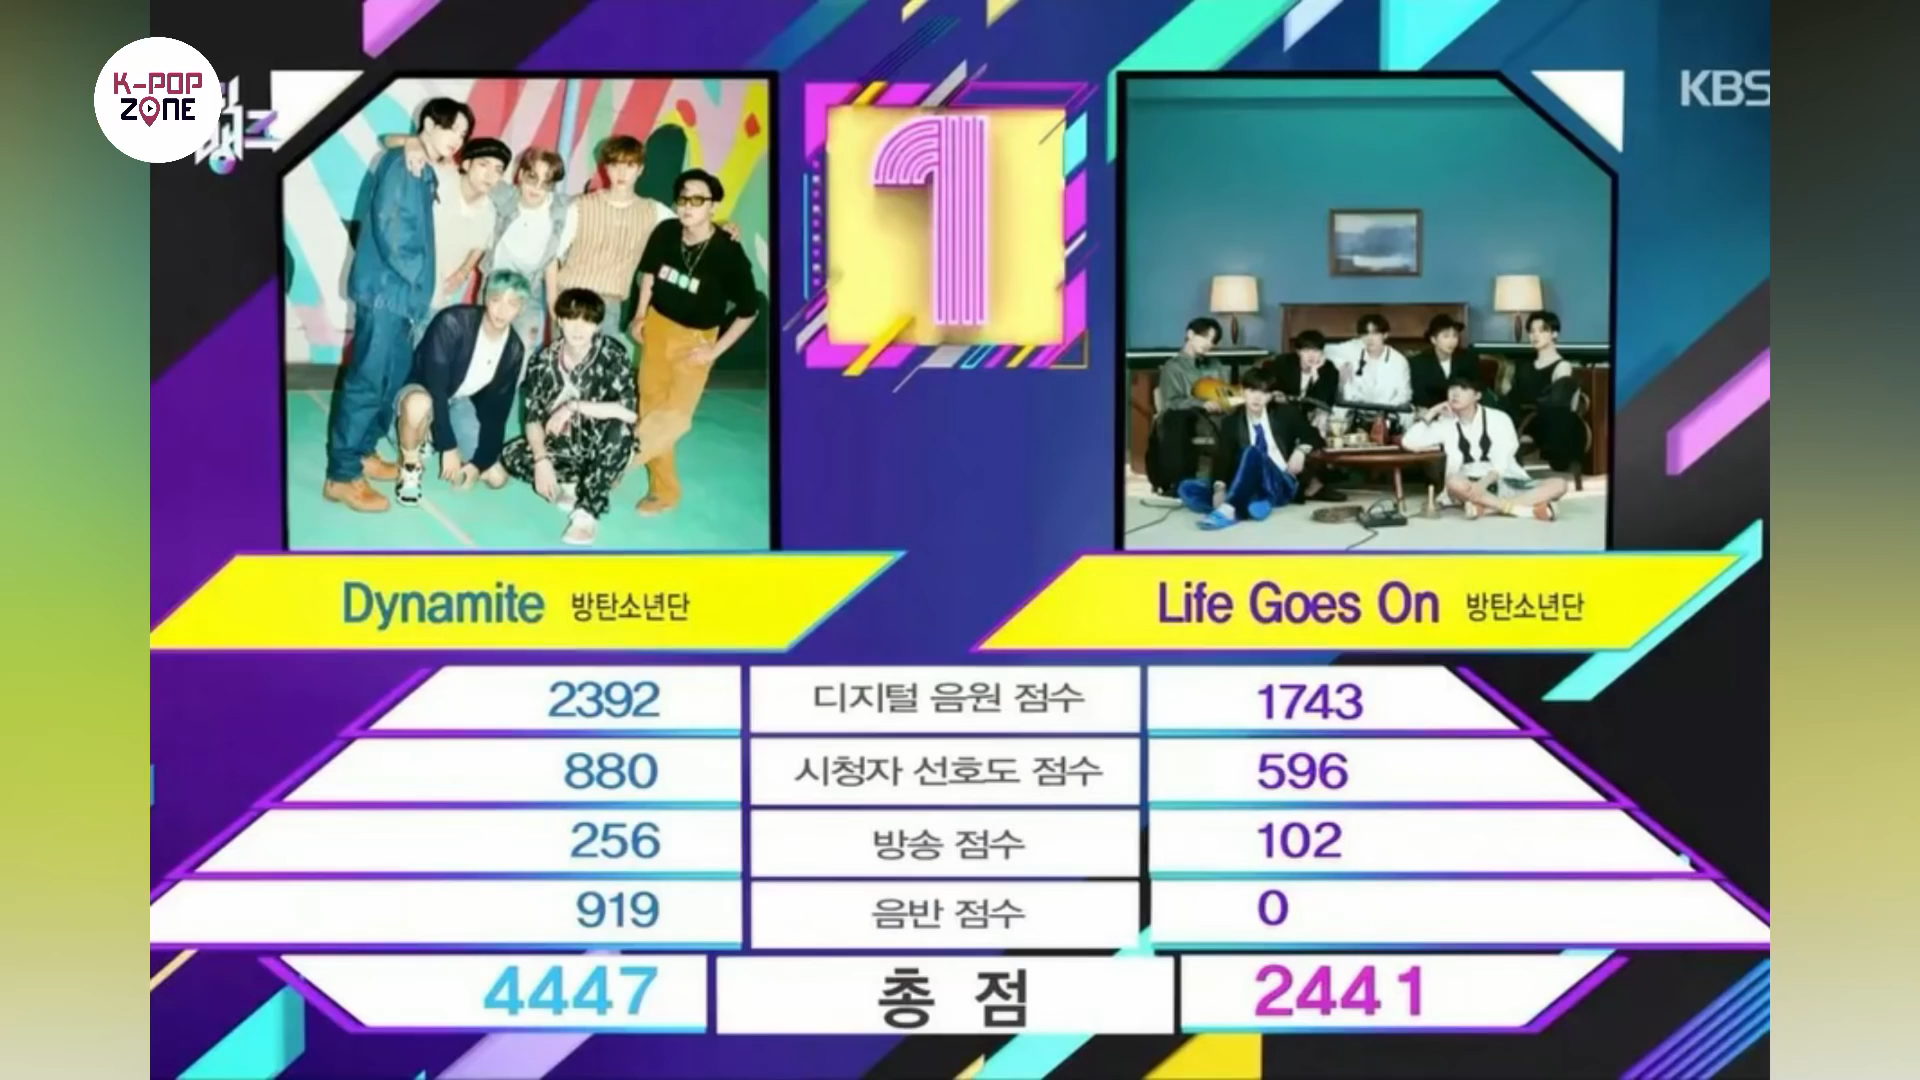 K-POP
ZONE
KBS
1
Dynamite 방탄소년단
Life Goes On 방탄소년단
2392 디지털 음원 점수 1743
880 시청자 선호도 점수 596
256 방송 점수 102
919 음반 점수 0
4447 총 점 2441